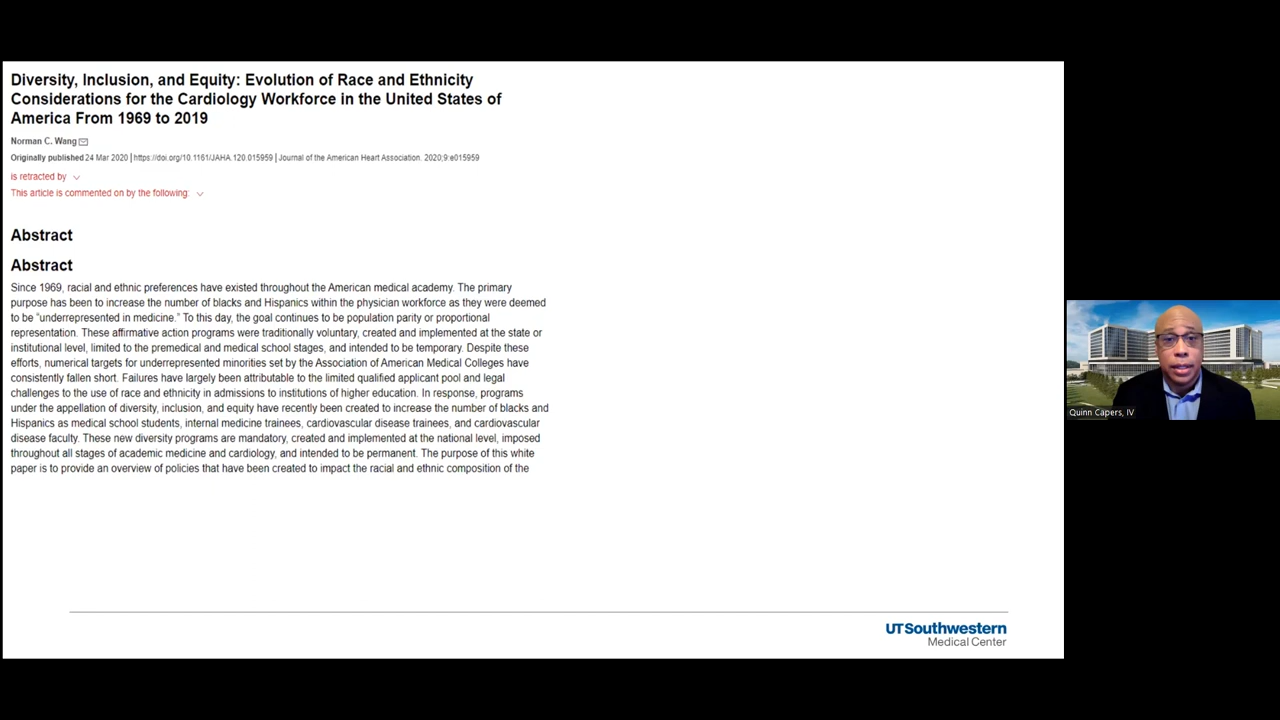 Diversity, Inclusion, and Equity: Evolution of Race and Ethnicity
Considerations for the Cardiology Workforce in the United States of
America From 1969 to 2019
Norman C. Wang
Originally published 24 Mar 2020 | https://doi.org/10.1161/JAHA.120.015959 | Journal of the American Heart Association. 2020;9:e015959
is retracted by
This article is commented on by the following:
Abstract
Abstract
Since 1969, racial and ethnic preferences have existed throughout the American medical academy. The primary
purpose has been to increase the number of blacks and Hispanics within the physician workforce as they were deemed
to be “underrepresented in medicine.” To this day, the goal continues to be population parity or proportional
representation. These affirmative action programs were traditionally voluntary, created and implemented at the state or
institutional level, limited to the premedical and medical school stages, and intended to be temporary. Despite these
efforts, numerical targets for underrepresented minorities set by the Association of American Medical Colleges have
consistently fallen short. Failures have largely been attributable to the limited qualified applicant pool and legal
challenges to the use of race and ethnicity in admissions to institutions of higher education. In response, programs
under the appellation of diversity, inclusion, and equity have recently been created to increase the number of blacks and
Hispanics as medical school students, internal medicine trainees, cardiovascular disease trainees, and cardiovascular
disease faculty. These new diversity programs are mandatory, created and implemented at the national level, imposed
throughout all stages of academic medicine and cardiology, and intended to be permanent. The purpose of this white
paper is to provide an overview of policies that have been created to impact the racial and ethnic composition of the
UT Southwestern
Medical Center
Quinn Capers, IV